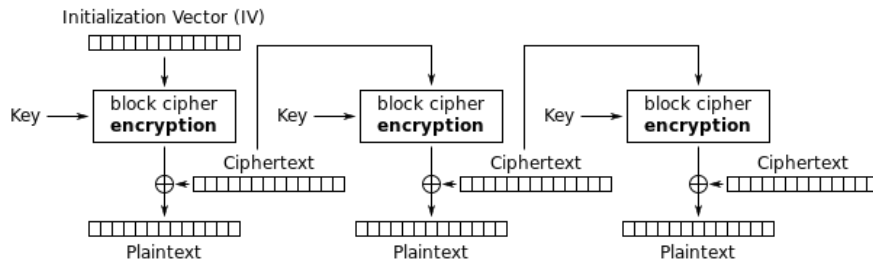 Initialization Vector (IV)
Key
block cipher
encryption
Ciphertext
Plaintext
Key
block cipher
encryption
Ciphertext
Plaintext
Key
block cipher
encryption
Ciphertext
Plaintext